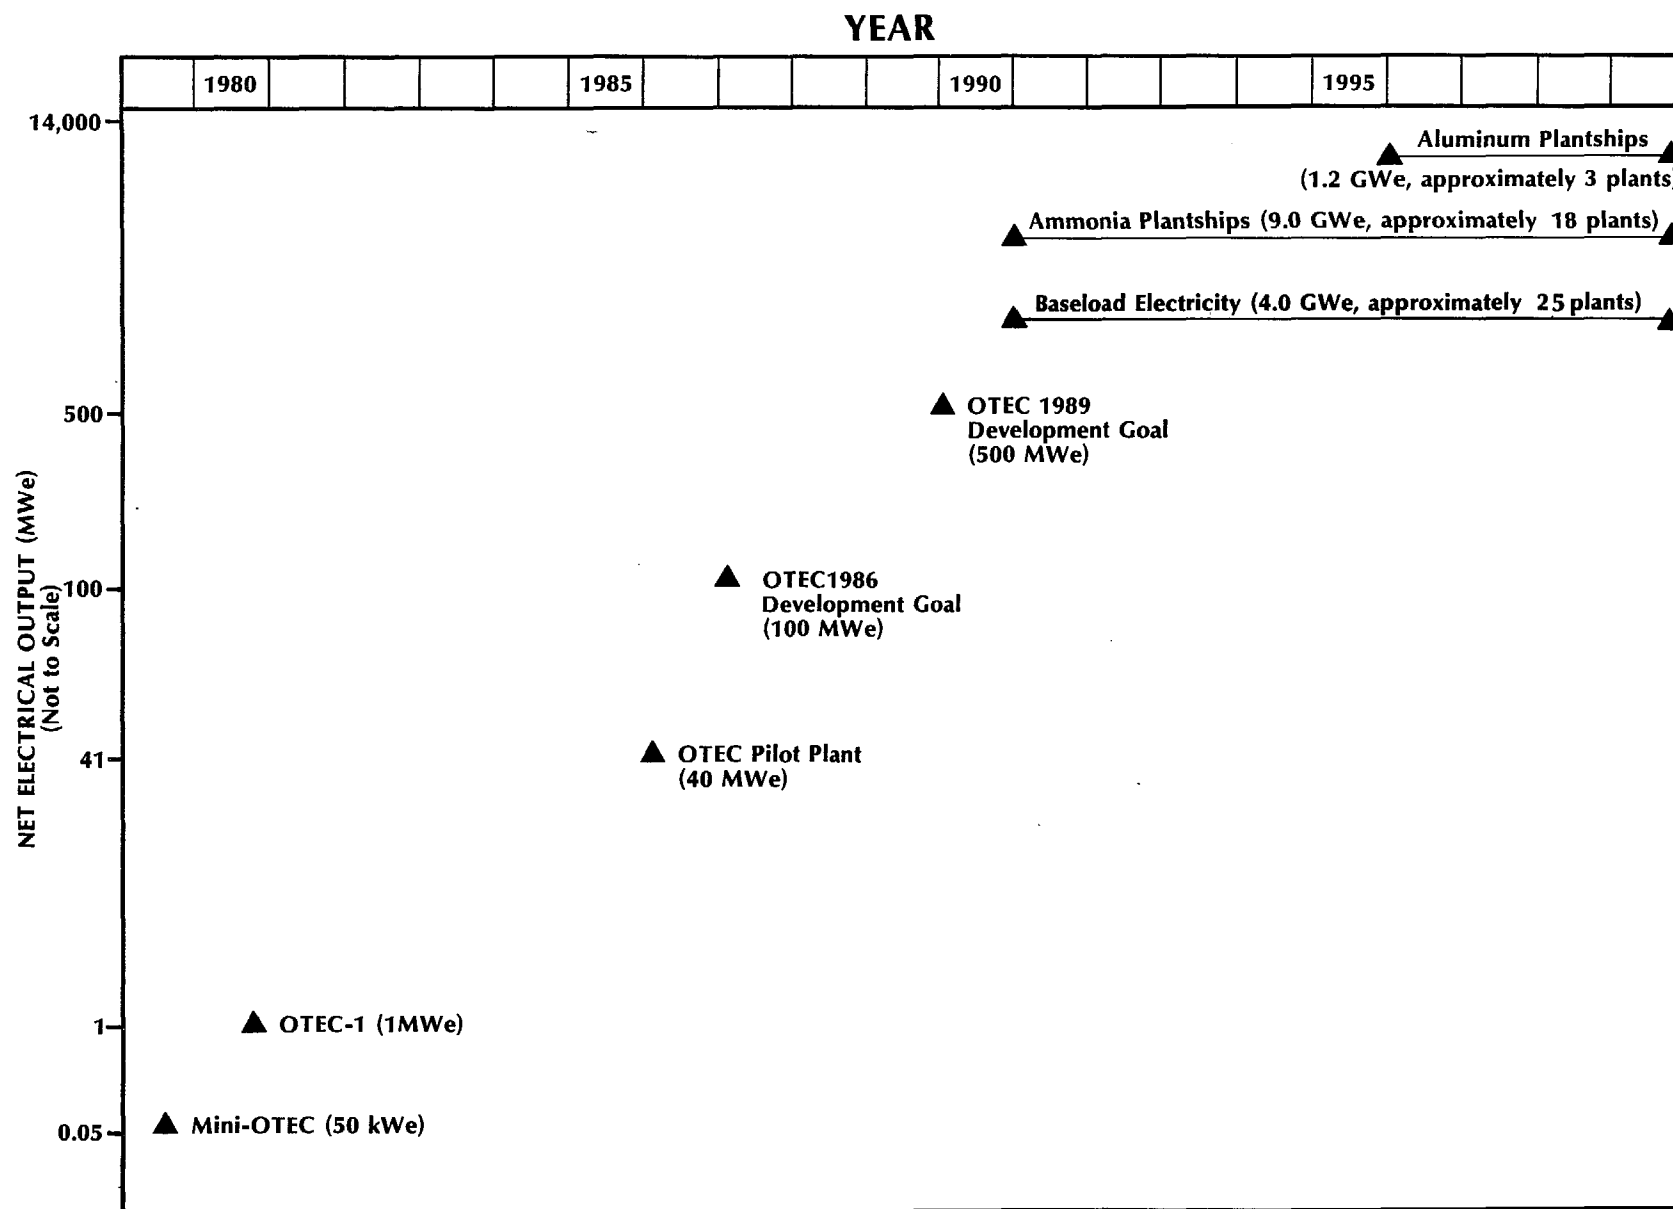 YEAR
1980 1985 1990 1995
14,000
Aluminum Plantships
(1.2 GWe, approximately 3 plants)
Ammonia Plantships (9.0 GWe, approximately 18 plants)
Baseload Electricity (4.0 GWe, approximately 25 plants)
500
OTEC 1989
Development Goal
(500 MWe)
NET ELECTRICAL OUTPUT (MWe)
(Not to Scale)
100
OTEC1986
Development Goal
(100 MWe)
41
OTEC Pilot Plant
(40 MWe)
1
OTEC-1 (1MWe)
0.05
Mini-OTEC (50 kWe)